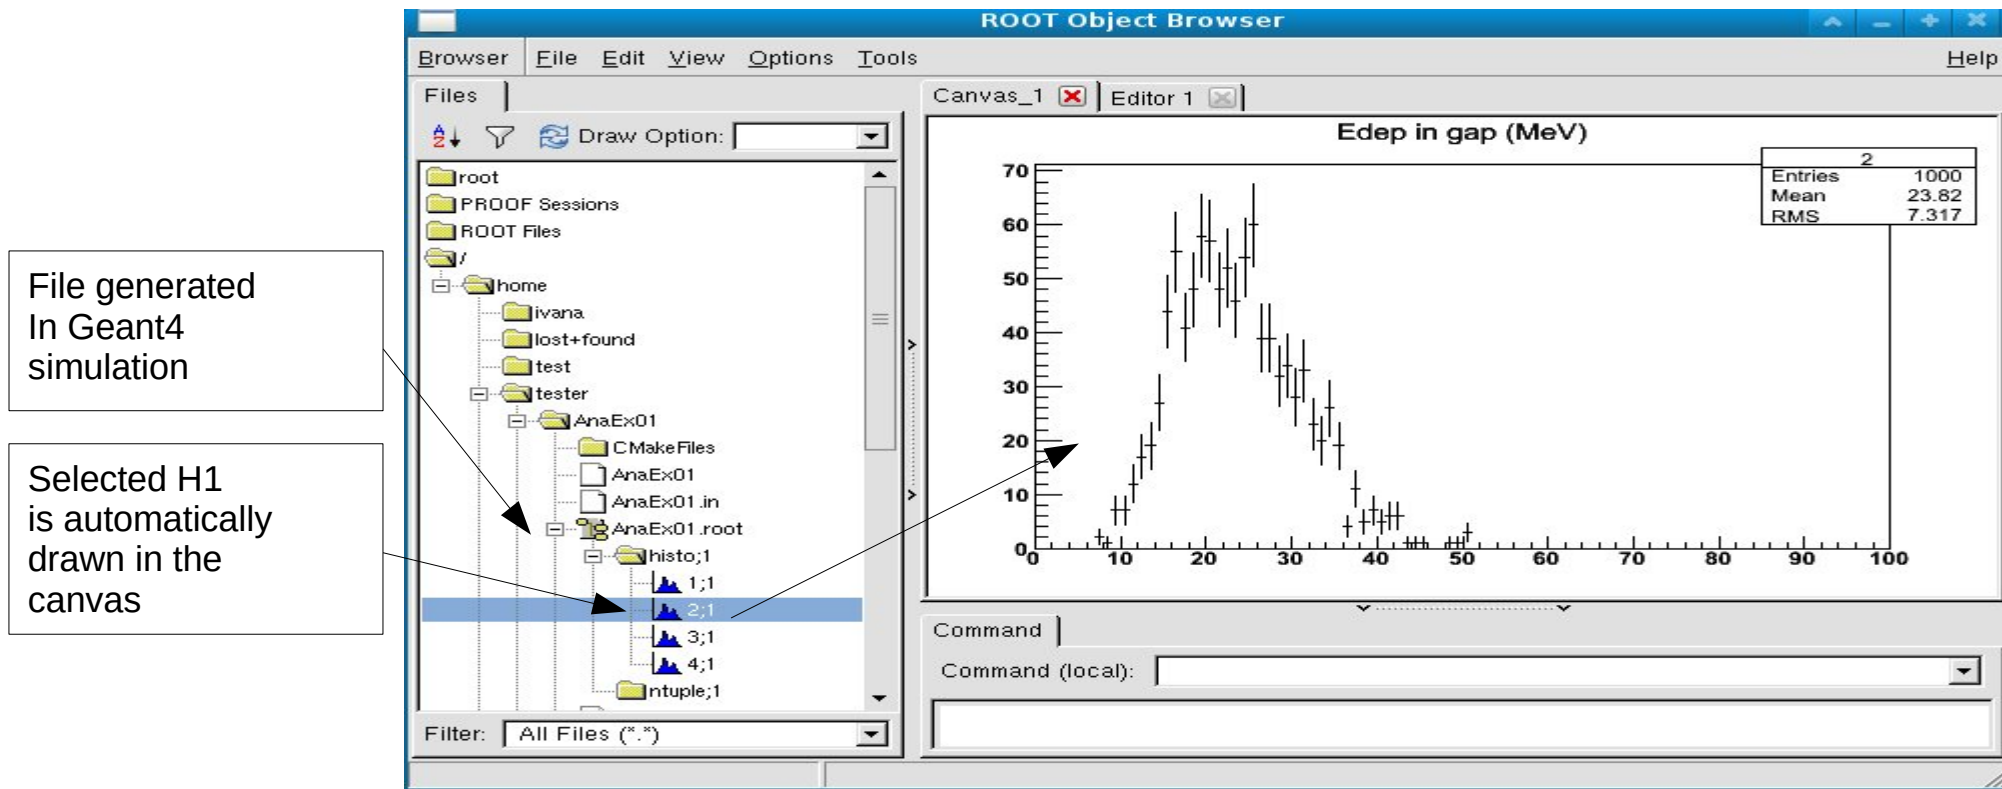 ROOT Object Browser
Browser File Edit View Options Tools Help
Files
Draw Option:
root
PROOF Sessions
ROOT Files
/
home
ivana
lost+found
test
tester
AnaEx01
CMakeFiles
AnaEx01
AnaEx01.in
AnaEx01.root
histo;1
1;1
2;1
3;1
4;1
ntuple;1
Filter: All Files (*.*)
File generated
In Geant4
simulation
Selected H1
is automatically
drawn in the
canvas
Canvas_1 Editor 1
Edep in gap (MeV)
2
Entries 1000
Mean 23.82
RMS 7.317
70
60
50
40
30
20
10
0
0 10 20 30 40 50 60 70 80 90 100
Command
Command (local):